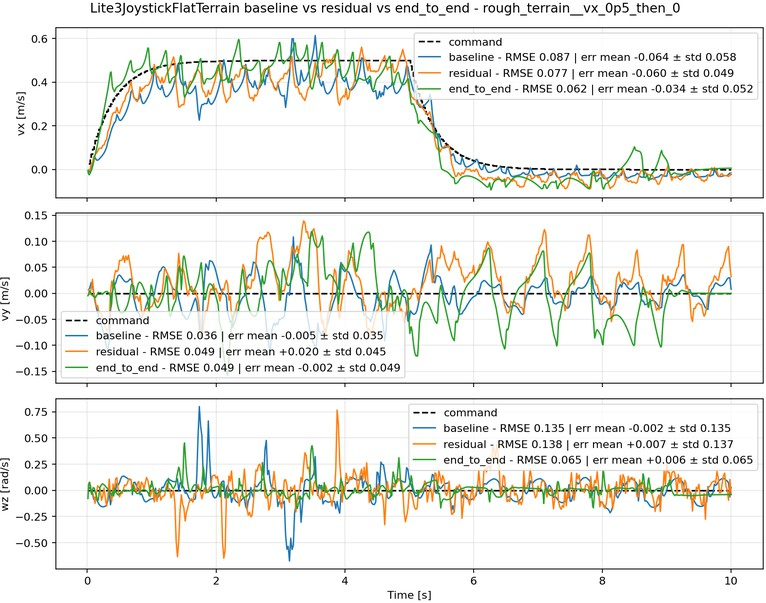 Lite3JoystickFlatTerrain baseline vs residual vs end_to_end - rough_terrain__vx_0p5_then_0
0.6
0.4
0.2
0.0
vx [m/s]
command
baseline - RMSE 0.087 | err mean -0.064 ± std 0.058
residual - RMSE 0.077 | err mean -0.060 ± std 0.049
end_to_end - RMSE 0.062 | err mean -0.034 ± std 0.052
0.15
0.10
0.05
0.00
−0.05
−0.10
−0.15
vy [m/s]
command
baseline - RMSE 0.036 | err mean -0.005 ± std 0.035
residual - RMSE 0.049 | err mean +0.020 ± std 0.045
end_to_end - RMSE 0.049 | err mean -0.002 ± std 0.049
0.75
0.50
0.25
0.00
−0.25
−0.50
wz [rad/s]
command
baseline - RMSE 0.135 | err mean -0.002 ± std 0.135
residual - RMSE 0.138 | err mean +0.007 ± std 0.137
end_to_end - RMSE 0.065 | err mean +0.006 ± std 0.065
0 2 4 6 8 10
Time [s]